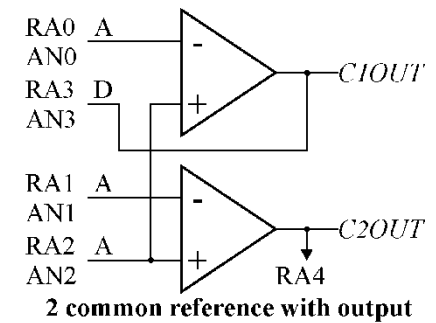 RA0 A
AN0
-
C1OUT
RA3 D
AN3
+
RA1 A
AN1
-
C2OUT
RA2 A
AN2
+
RA4
2 common reference with output